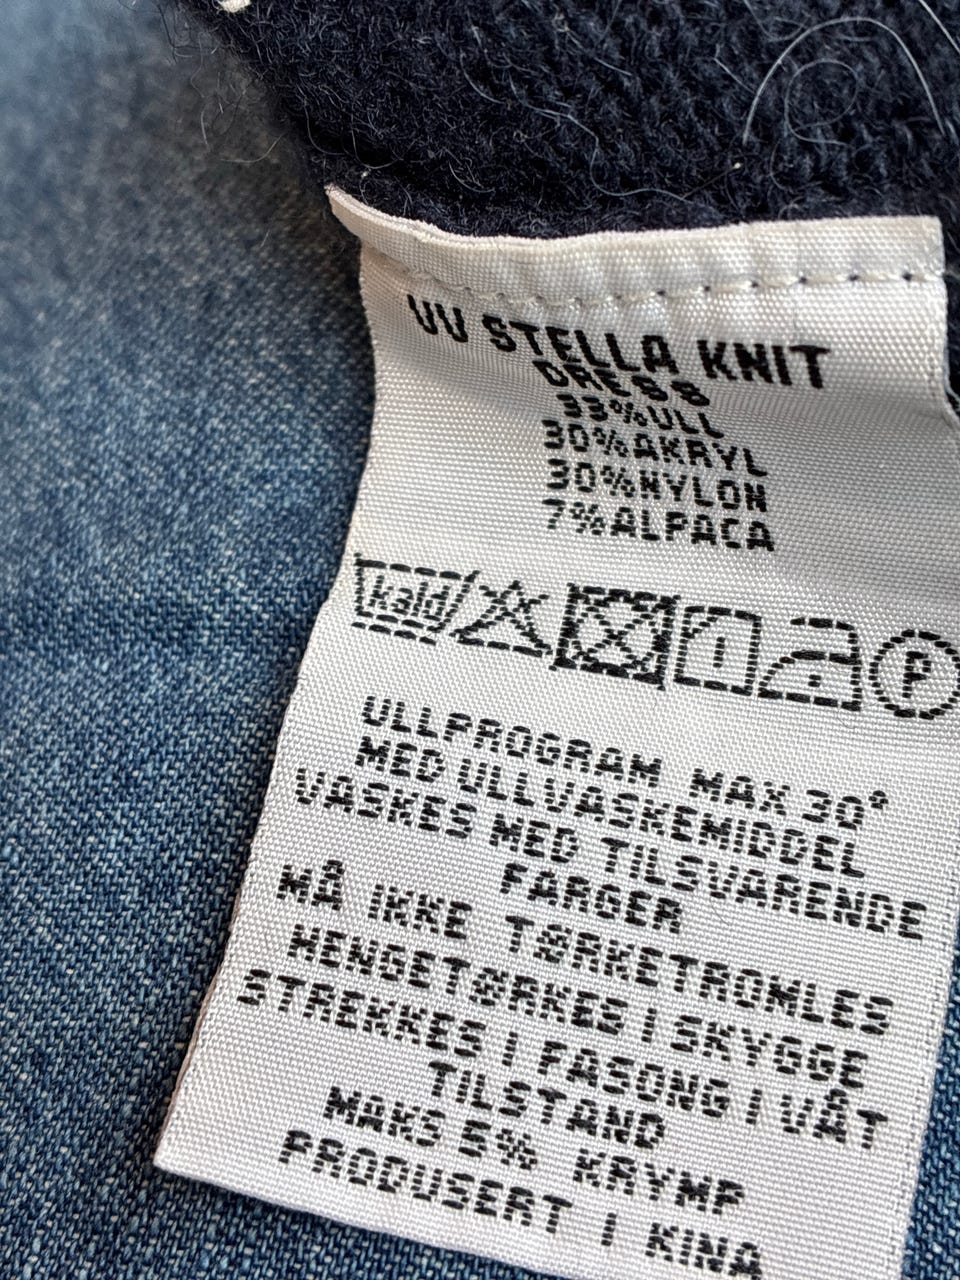 UU STELLA KNIT
DRESS
33%ULL
30%AKRYL
30%NYLON
7%ALPACA
kald
P
ULLPROGRAM MAX 30°
MED ULLVASKEMIDDEL
VASKES MED TILSVARENDE
FARGER
MÅ IKKE TØRKETROMLES
HENGETØRKES I SKYGGE
STREKKES I FASONG I VÅT
TILSTAND
MAKS 5% KRYMP
PRODUSERT I KINA